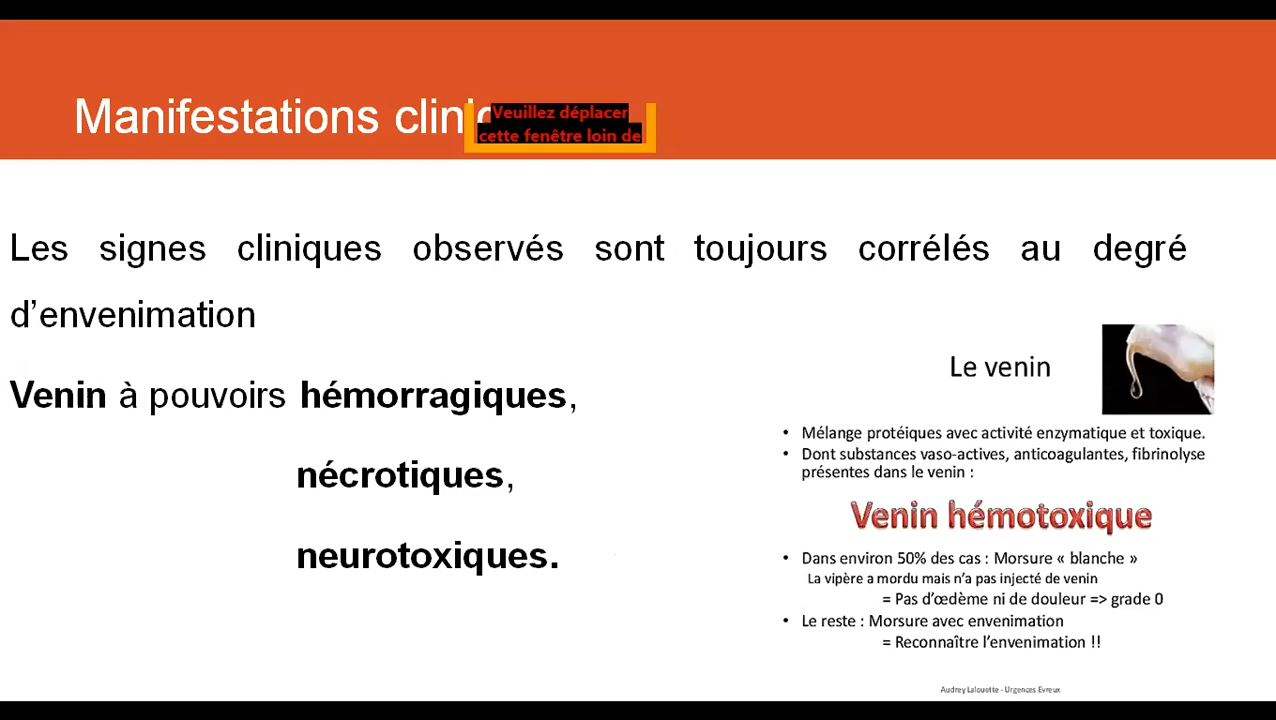 Manifestations clinic
Veuillez déplacer
cette fenêtre loin de
Les signes cliniques observés sont toujours corrélés au degré
d’envenimation
Venin à pouvoirs hémorragiques,
nécrotiques,
neurotoxiques.
Le venin
• Mélange protéiques avec activité enzymatique et toxique.
• Dont substances vaso-actives, anticoagulantes, fibrinolyse
présentes dans le venin :
Venin hémotoxique
• Dans environ 50% des cas : Morsure « blanche »
La vipère a mordu mais n’a pas injecté de venin
= Pas d’œdème ni de douleur => grade 0
• Le reste : Morsure avec envenimation
= Reconnaître l’envenimation !!
Audrey Lalouette - Urgences Evreux